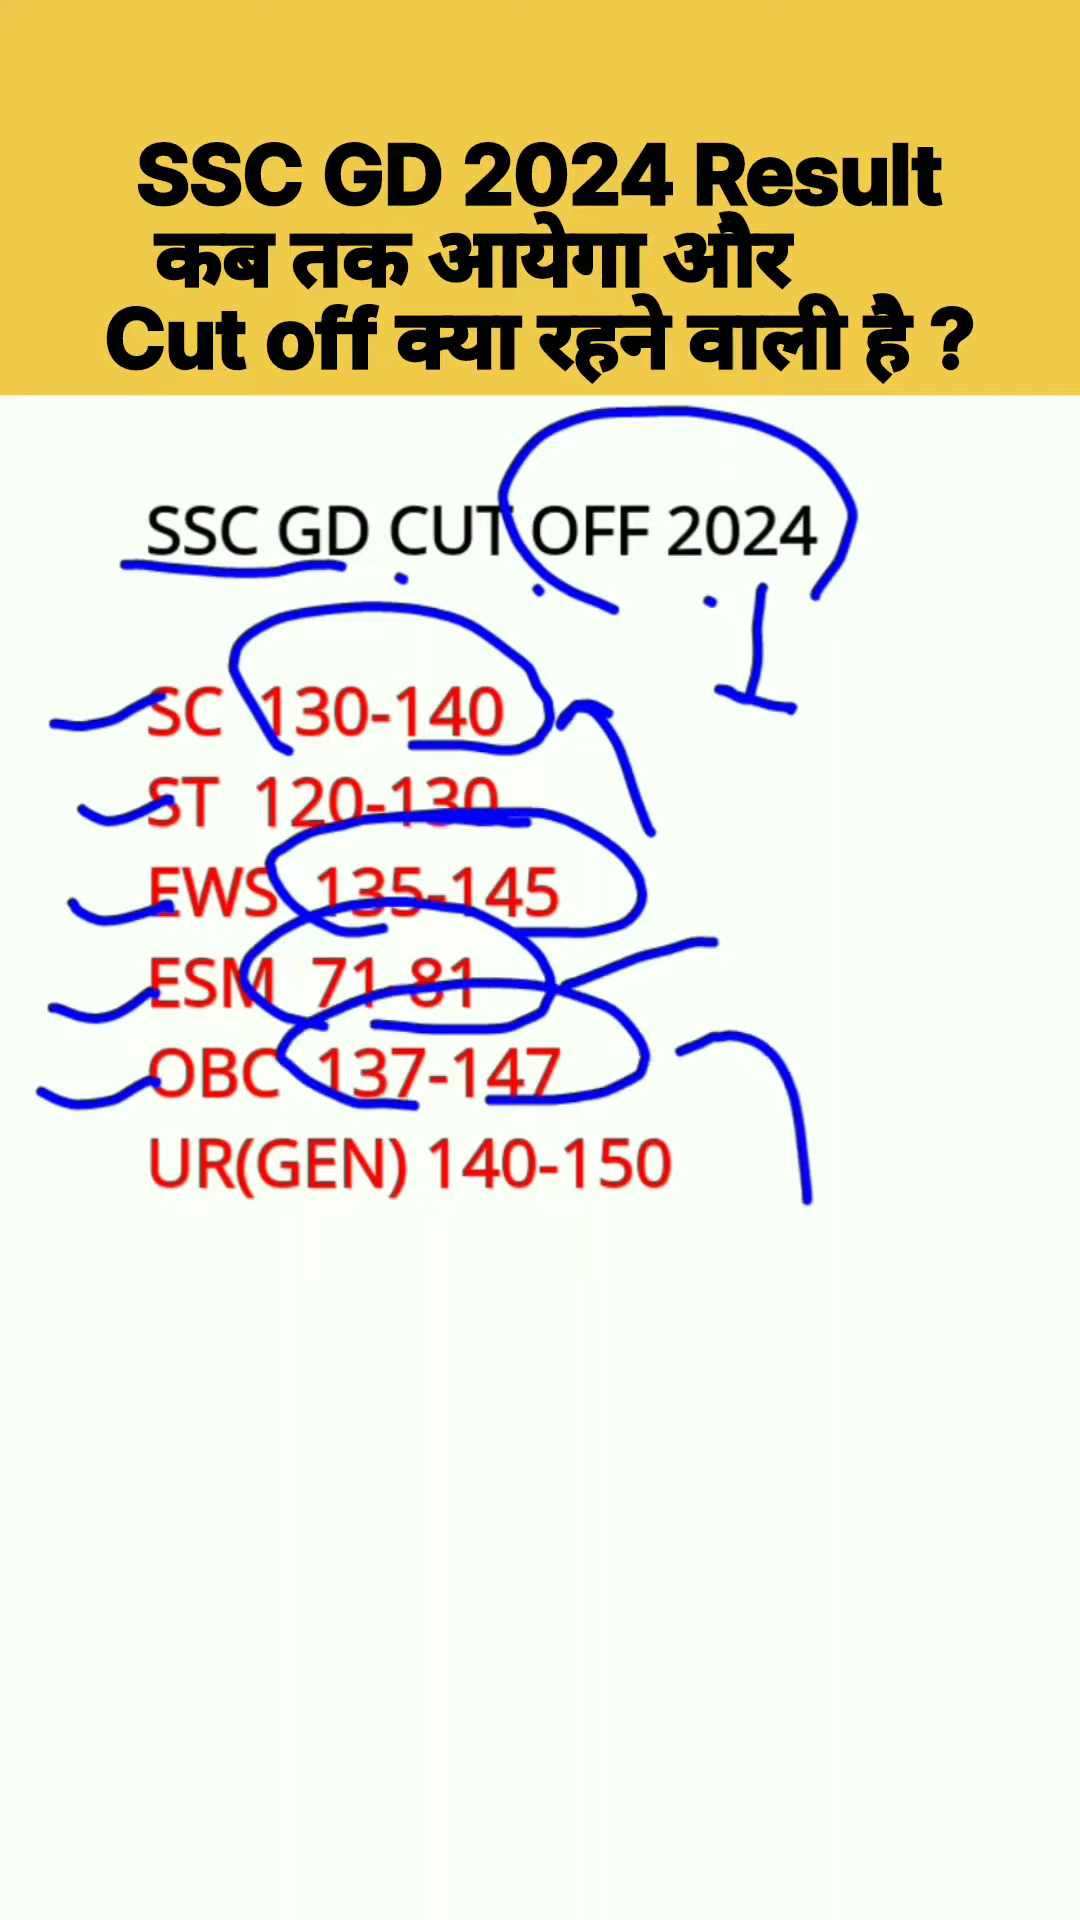 SSC GD 2024 Result
कब तक आयेगा और
Cut off क्या रहने वाली है ?
SSC GD CUT OFF 2024
SC 130-140
ST 120-130
EWS 135-145
ESM 71-81
OBC 137-147
UR(GEN) 140-150